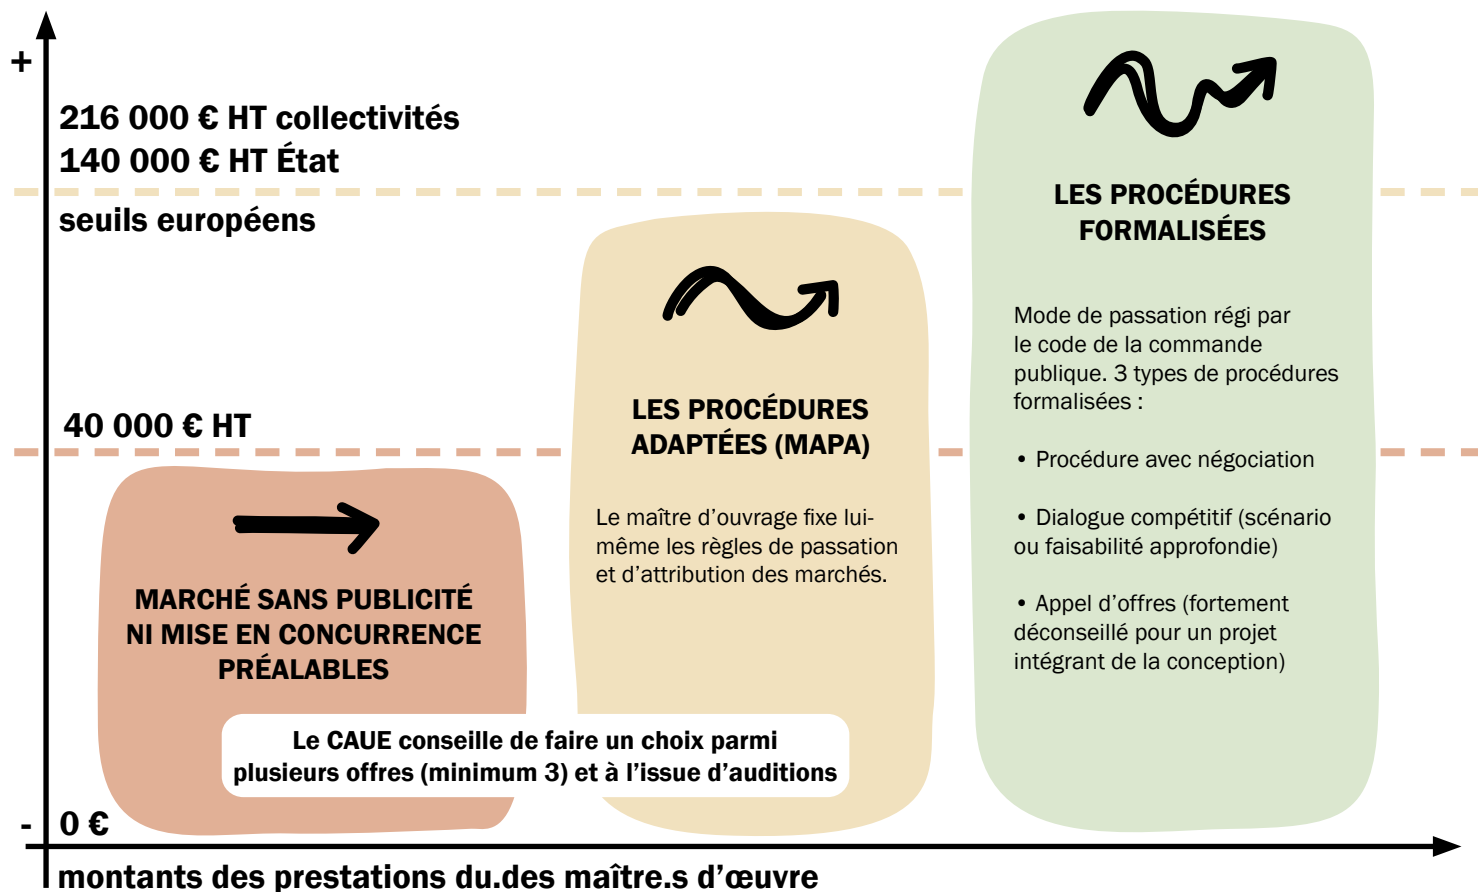 +
216 000 € HT collectivités
140 000 € HT État
seuils européens
40 000 € HT
MARCHÉ SANS PUBLICITÉ
NI MISE EN CONCURRENCE
PRÉALABLES
LES PROCÉDURES
ADAPTÉES (MAPA)
Le maître d’ouvrage fixe lui-
même les règles de passation
et d’attribution des marchés.
LES PROCÉDURES
FORMALISÉES
Mode de passation régi par
le code de la commande
publique. 3 types de procédures
formalisées :
• Procédure avec négociation
• Dialogue compétitif (scénario
ou faisabilité approfondie)
• Appel d’offres (fortement
déconseillé pour un projet
intégrant de la conception)
Le CAUE conseille de faire un choix parmi
plusieurs offres (minimum 3) et à l’issue d’auditions
- 0 €
montants des prestations du.des maître.s d’œuvre